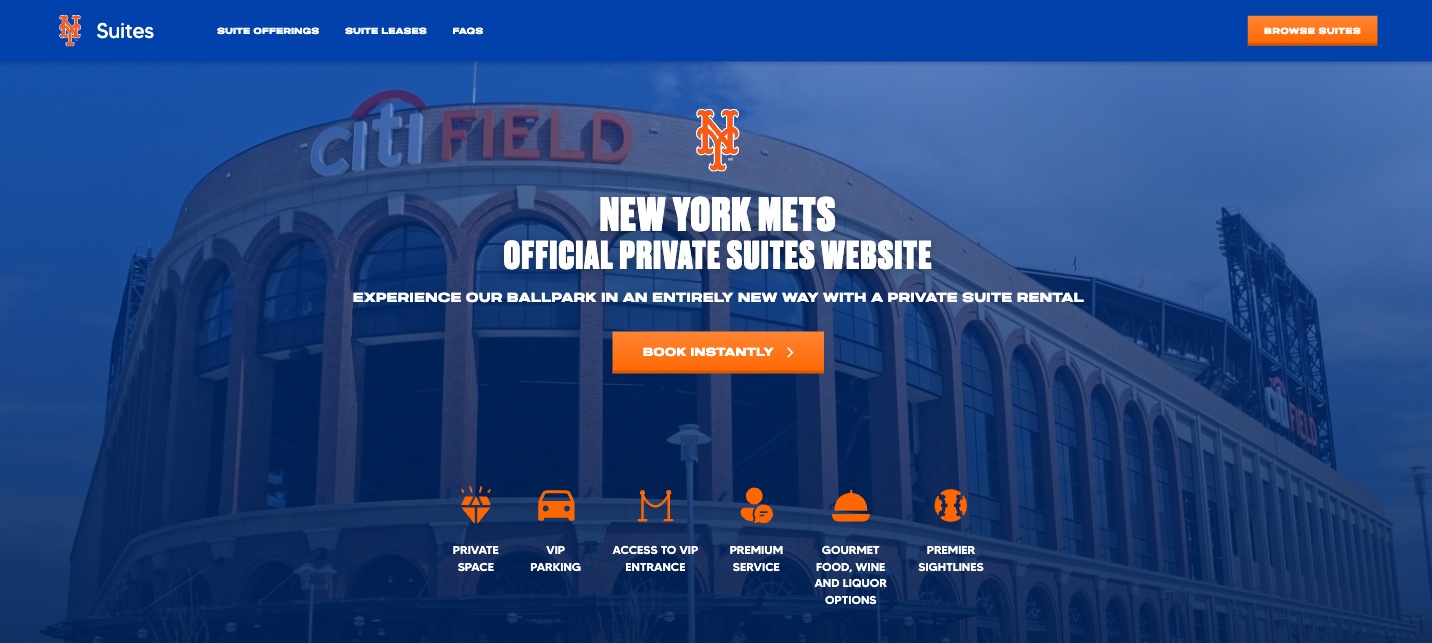 NY Suites SUITE OFFERINGS SUITE LEASES FAQS BROWSE SUITES
citi FIELD
NY
NEW YORK METS
OFFICIAL PRIVATE SUITES WEBSITE
EXPERIENCE OUR BALLPARK IN AN ENTIRELY NEW WAY WITH A PRIVATE SUITE RENTAL
BOOK INSTANTLY
citi FIELD
PRIVATE
SPACE
VIP
PARKING
ACCESS TO VIP
ENTRANCE
PREMIUM
SERVICE
GOURMET
FOOD, WINE
AND LIQUOR
OPTIONS
PREMIER
SIGHTLINES